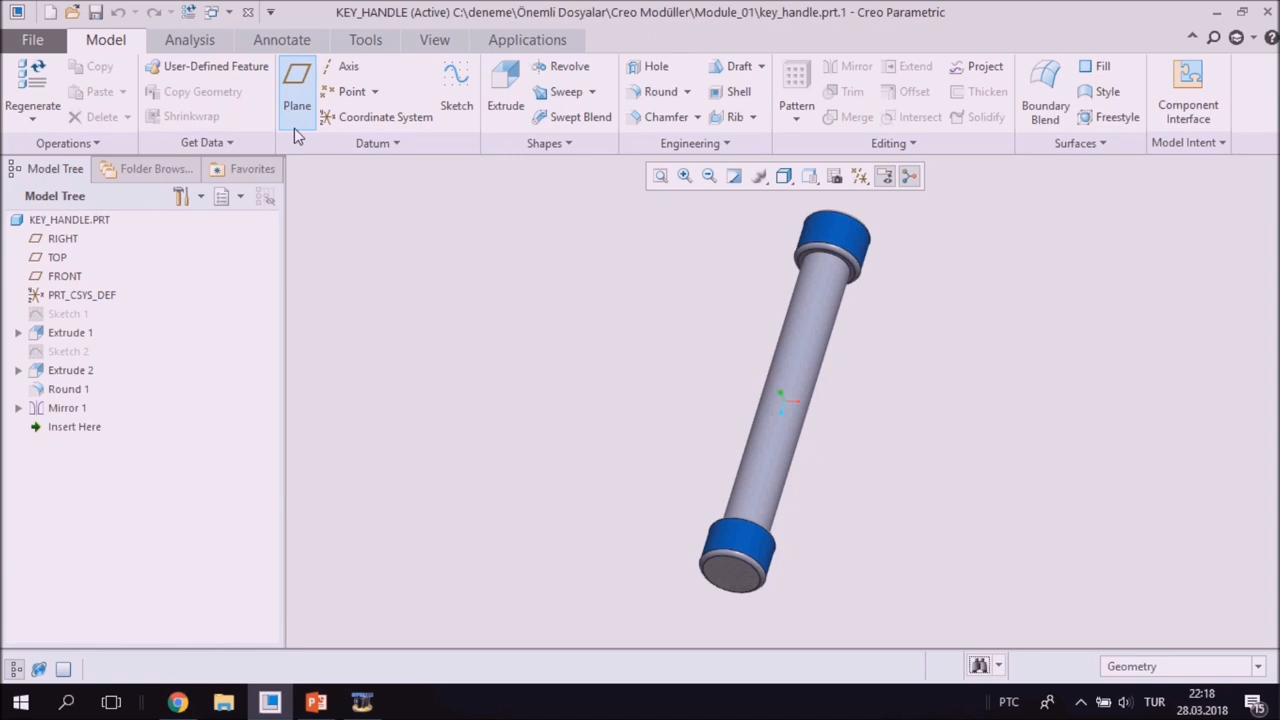 KEY_HANDLE (Active) C:\deneme\Önemli Dosyalar\Creo Modüller\Module_01\key_handle.prt.1 - Creo Parametric
File Model Analysis Annotate Tools View Applications
Regenerate
Copy
Paste
Delete
Operations
User-Defined Feature
Copy Geometry
Shrinkwrap
Get Data
Plane
Axis
Point
Coordinate System
Sketch
Datum
Extrude
Revolve
Sweep
Swept Blend
Shapes
Hole
Round
Chamfer
Draft
Shell
Rib
Engineering
Pattern
Mirror
Trim
Merge
Extend
Offset
Intersect
Project
Thicken
Solidify
Editing
Boundary
Blend
Fill
Style
Freestyle
Surfaces
Component
Interface
Model Intent
Model Tree Folder Brows... Favorites
Model Tree
KEY_HANDLE.PRT
RIGHT
TOP
FRONT
PRT_CSYS_DEF
Sketch 1
Extrude 1
Sketch 2
Extrude 2
Round 1
Mirror 1
Insert Here
Geometry
PTC
TUR
22:18
28.03.2018
15